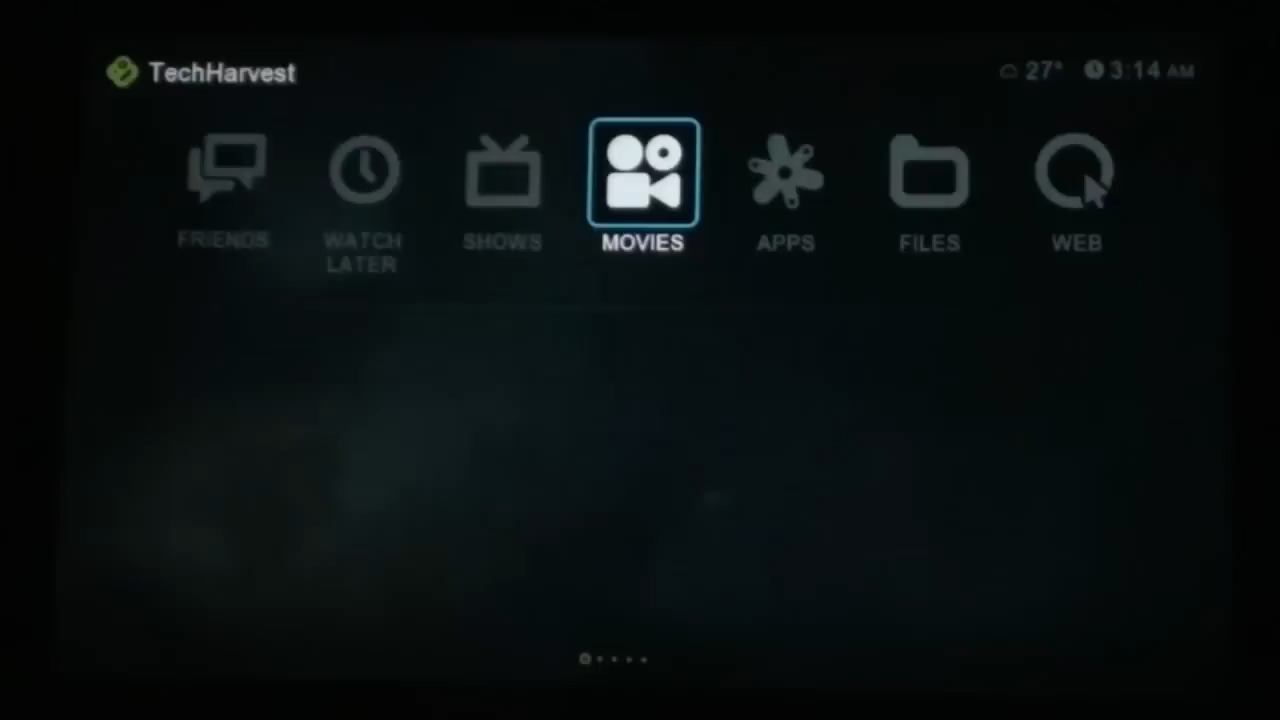 TechHarvest
27° 3:14 AM
FRIENDS
WATCH
LATER
SHOWS
MOVIES
APPS
FILES
WEB